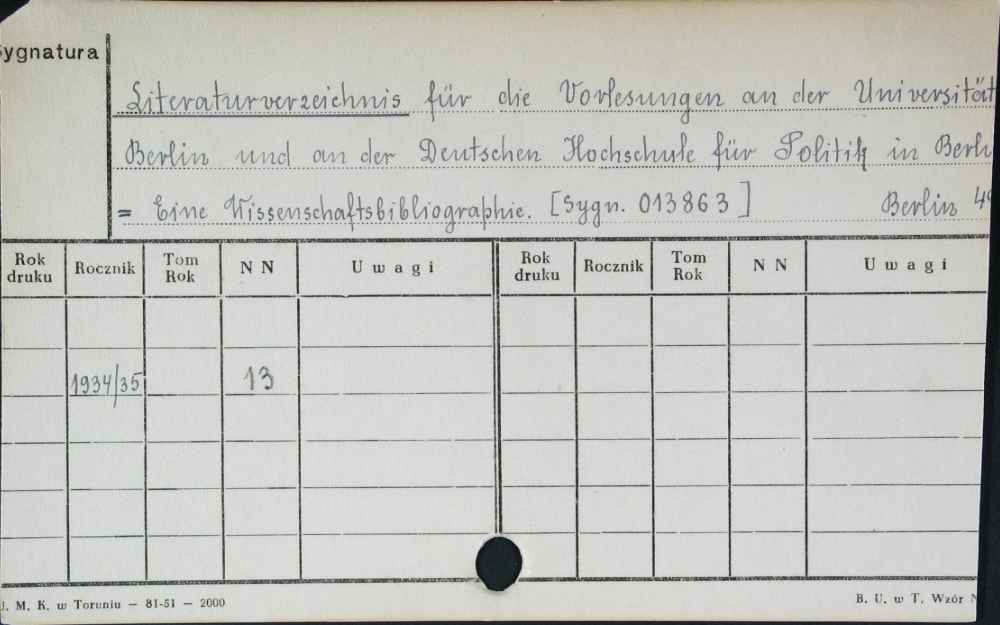 ygnatura
Literaturverzeichnis für die Vorlesungen an der Universität
Berlin und an der Deutschen Hochschule für Politik in Berli
= Eine Wissenschaftsbibliographie. [Sygn. 013863] Berlin 4°
Rok druku Rocznik Tom Rok N N Uwagi Rok druku Rocznik Tom Rok N N Uwagi
1934/35 13
J. M. K. w Toruniu — 81-51 — 2000 B. U. w T. Wzór